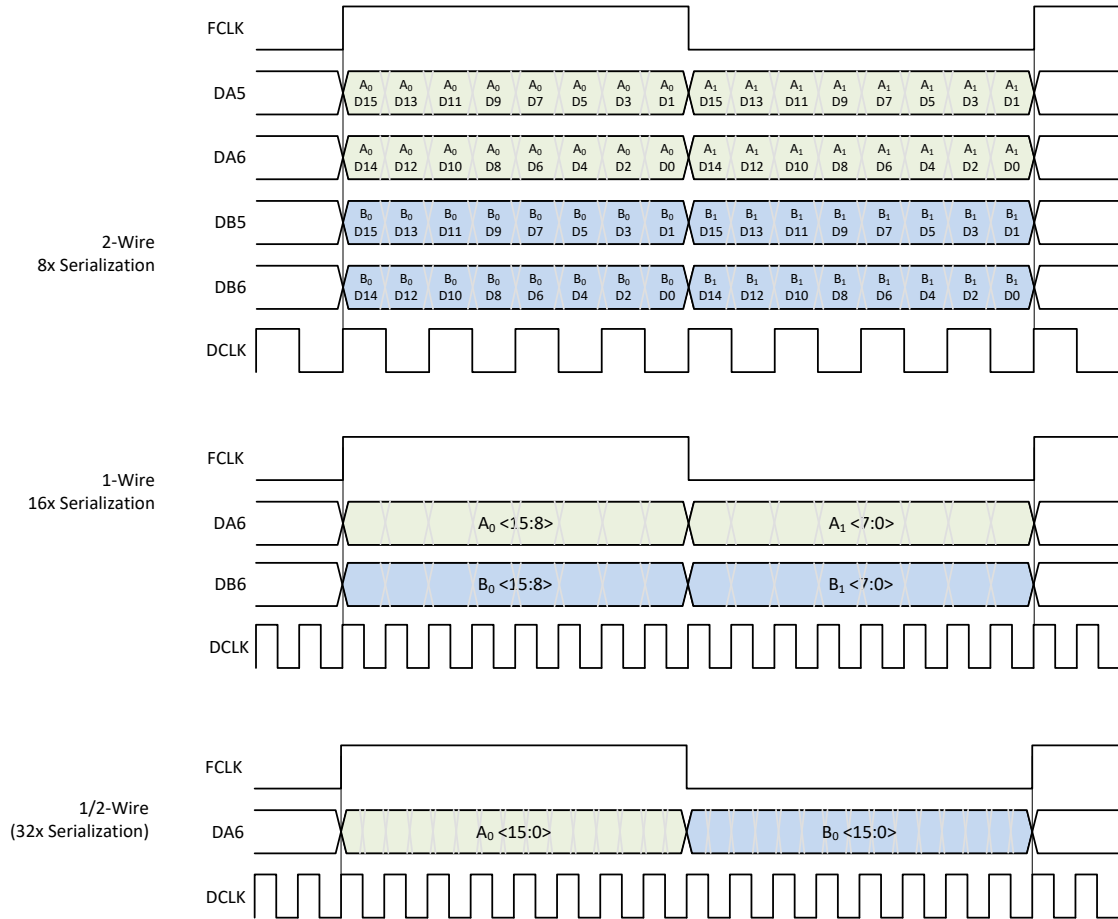 FCLK
DA5
A0 A0 A0 A0 A0 A0 A0 A0 A1 A1 A1 A1 A1 A1 A1 A1
D15 D13 D11 D9 D7 D5 D3 D1 D15 D13 D11 D9 D7 D5 D3 D1
DA6
A0 A0 A0 A0 A0 A0 A0 A0 A1 A1 A1 A1 A1 A1 A1 A1
D14 D12 D10 D8 D6 D4 D2 D0 D14 D12 D10 D8 D6 D4 D2 D0
2-Wire
8x Serialization
DB5
B0 B0 B0 B0 B0 B0 B0 B0 B1 B1 B1 B1 B1 B1 B1 B1
D15 D13 D11 D9 D7 D5 D3 D1 D15 D13 D11 D9 D7 D5 D3 D1
DB6
B0 B0 B0 B0 B0 B0 B0 B0 B1 B1 B1 B1 B1 B1 B1 B1
D14 D12 D10 D8 D6 D4 D2 D0 D14 D12 D10 D8 D6 D4 D2 D0
DCLK
1-Wire
16x Serialization
FCLK
DA6 A0 <15:8> A1 <7:0>
DB6 B0 <15:8> B1 <7:0>
DCLK
1/2-Wire
(32x Serialization)
FCLK
DA6 A0 <15:0> B0 <15:0>
DCLK